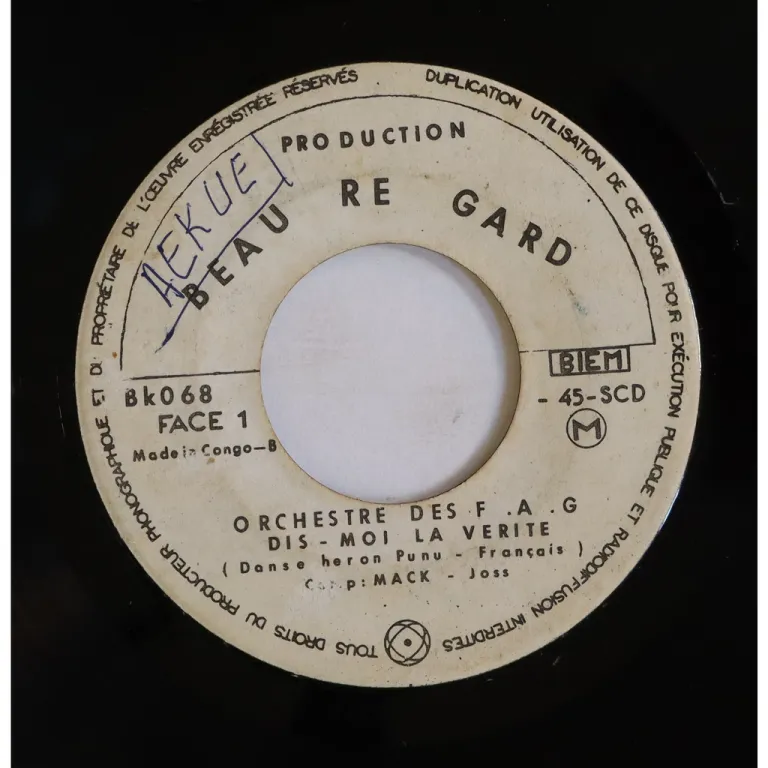 TOUS DROITS DU PRODUCTEUR PHONOGRAPHIQUE ET DU PROPRIÉTAIRE DE L'ŒUVRE ENRÉGISTRÉE RÉSERVÉS
DUPLICATION UTILISATION DE CE DISQUE POUR EXÉCUTION PUBLIQUE ET RADIODIFFUSION INTERDITES
PRODUCTION
AEKUE
BEAU RE GARD
BIEM
Bk068
- 45-SCD
FACE 1
M
Made in Congo-B
ORCHESTRE DES F.A.G
DIS-MOI LA VERITE
(Danse heron Punu - Français)
MACK - Joss